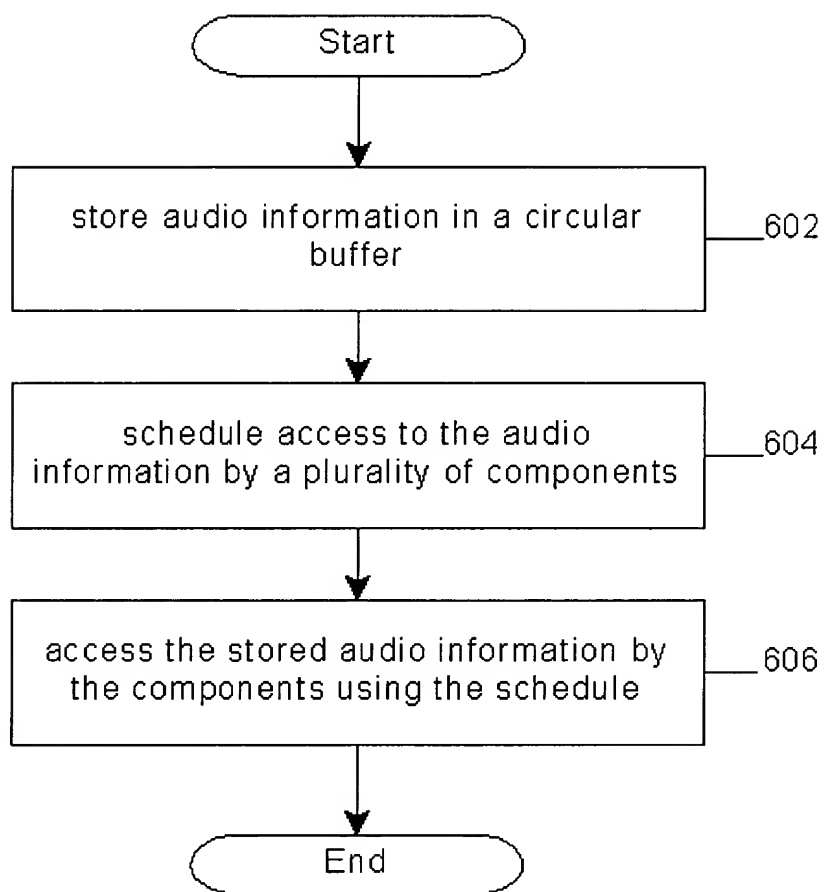 Start
store audio information in a circular
buffer
602
schedule access to the audio
information by a plurality of components
604
access the stored audio information by
the components using the schedule
606
End